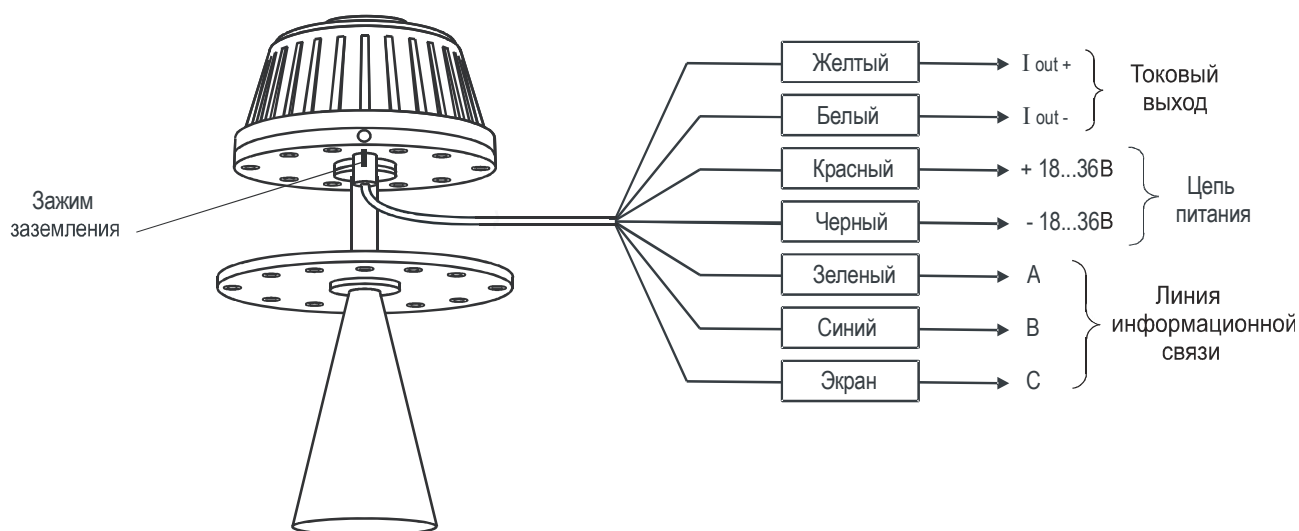 Желтый
I out +
Белый
I out -
Токовый
выход
Красный
+ 18...36В
Черный
- 18...36В
Цепь
питания
Зажим
заземления
Зеленый
A
Синий
B
Экран
C
Линия
информационной
связи